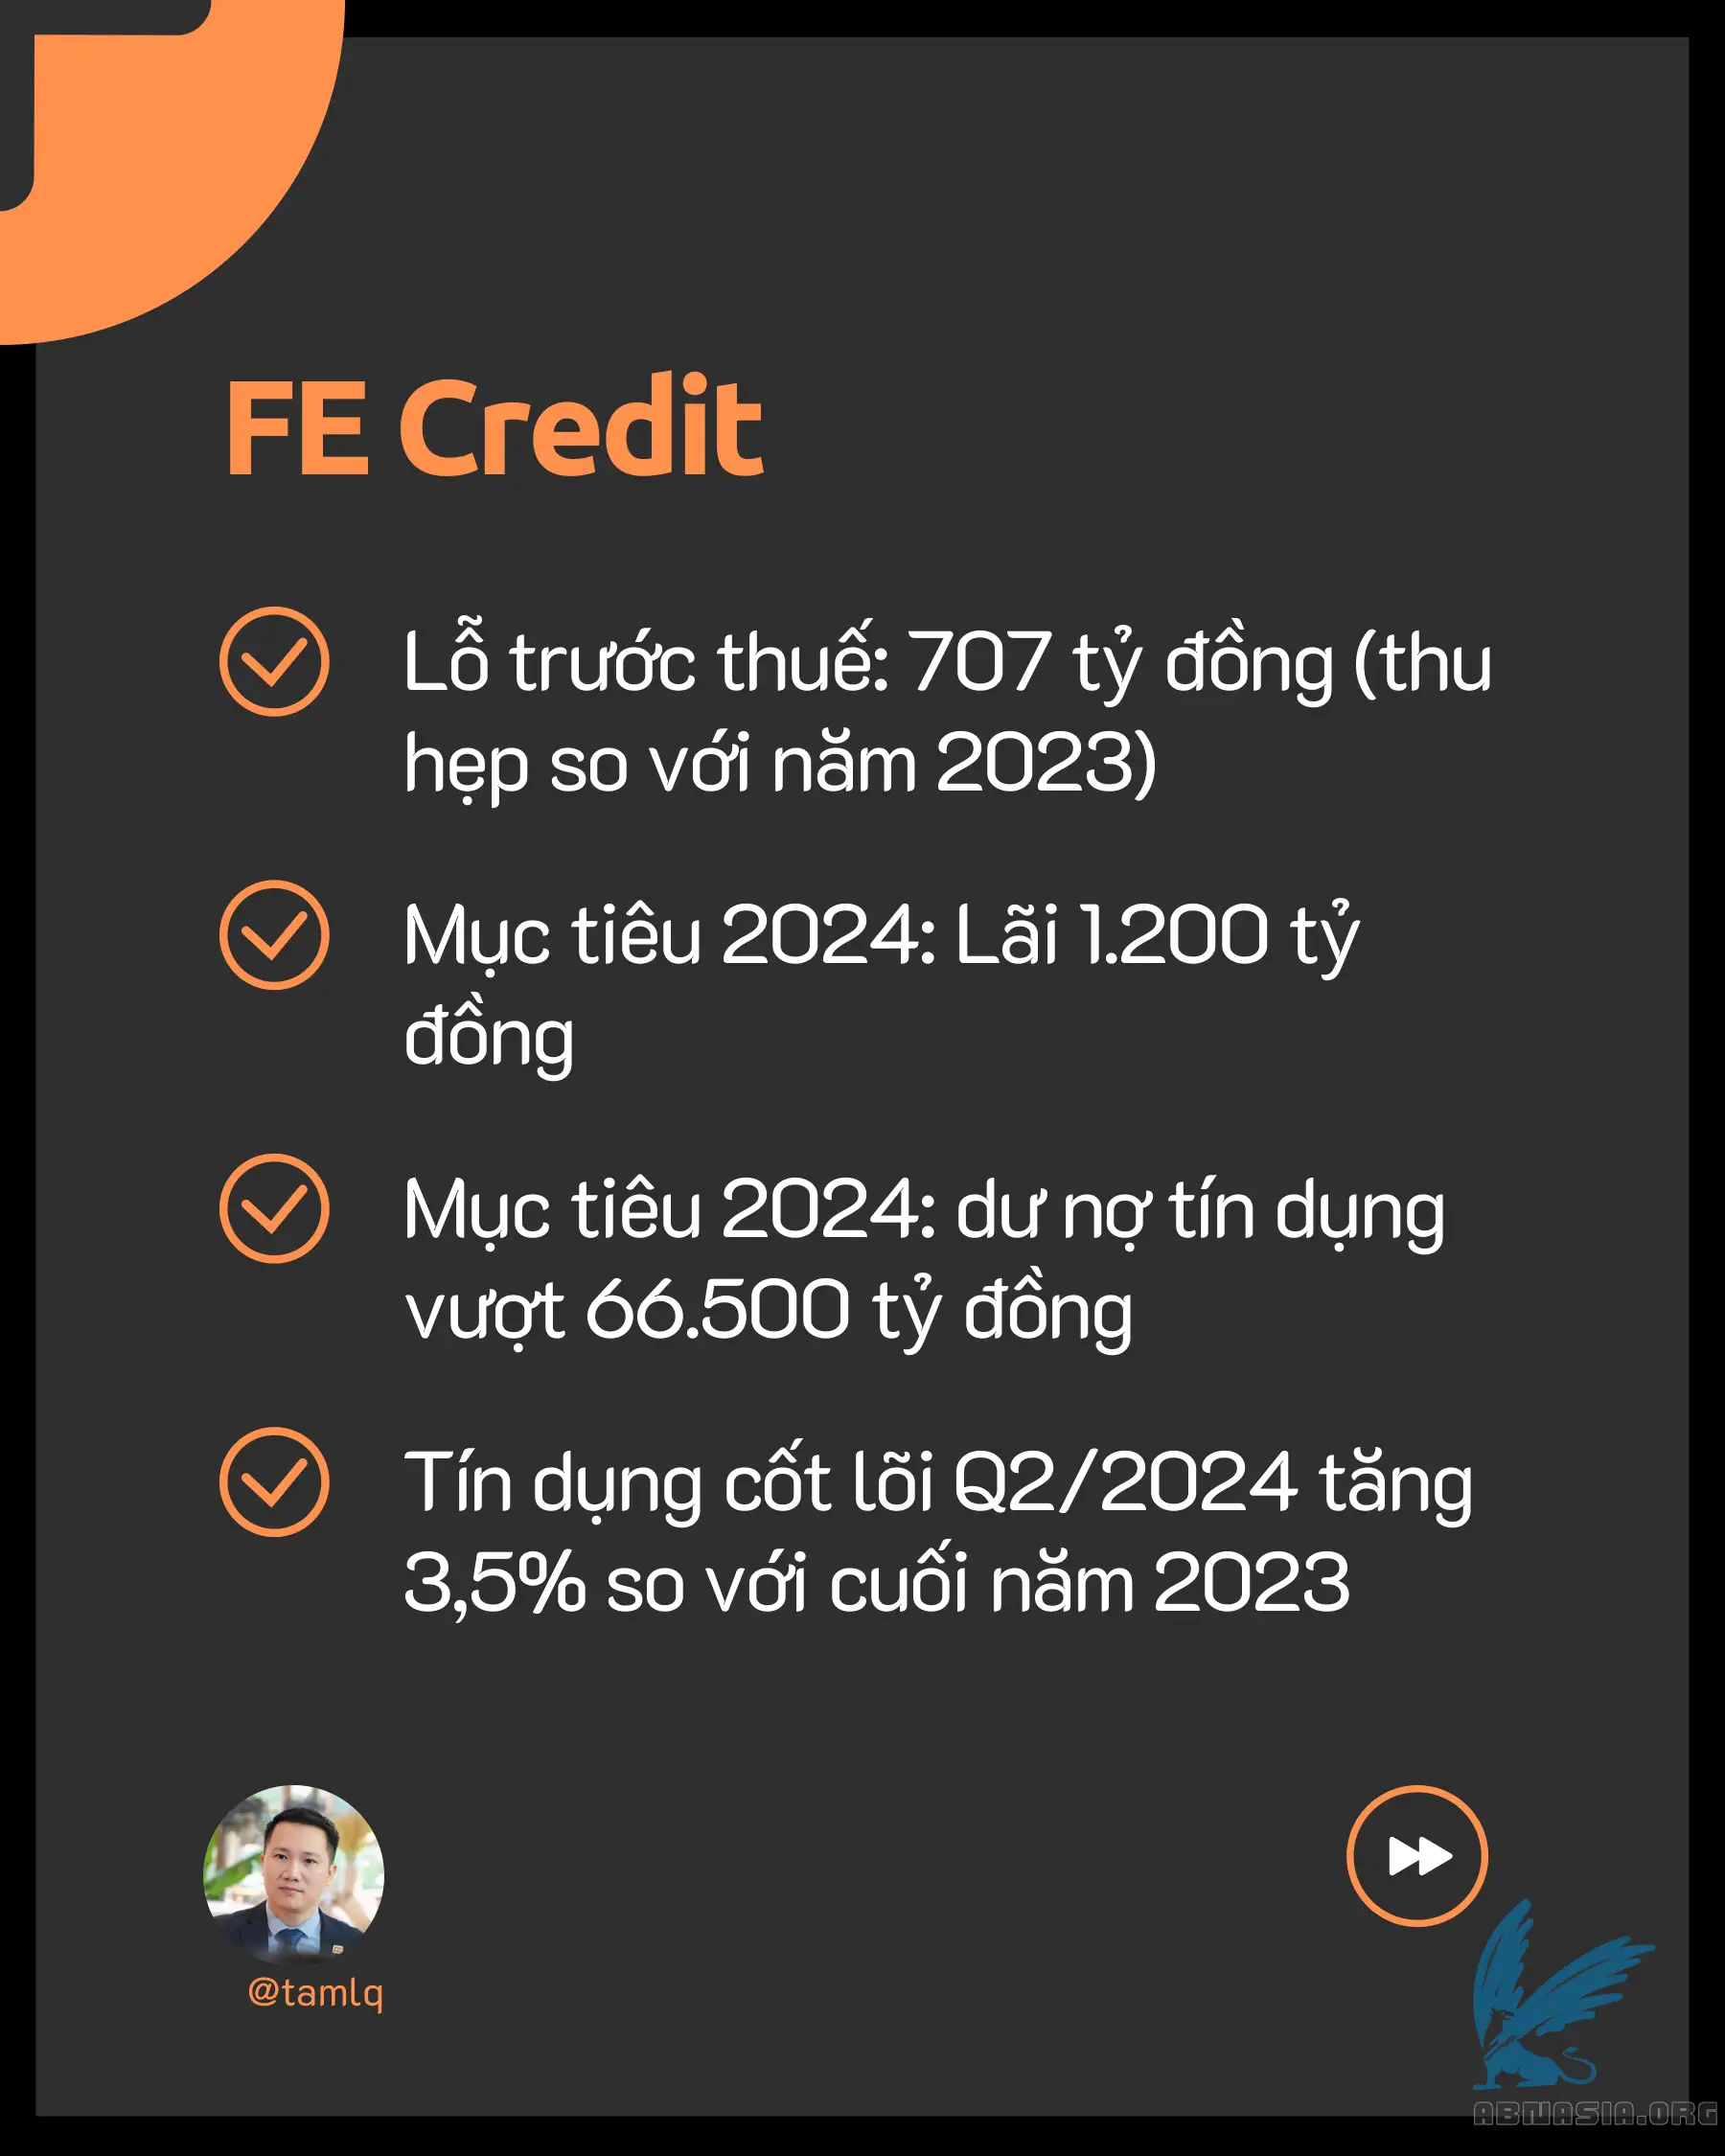 FE Credit
Lỗ trước thuế: 707 tỷ đồng (thu
hẹp so với năm 2023)
Mục tiêu 2024: Lãi 1.200 tỷ
đồng
Mục tiêu 2024: dư nợ tín dụng
vượt 66.500 tỷ đồng
Tín dụng cốt lõi Q2/2024 tăng
3,5% so với cuối năm 2023
@tamlq
ABNASIA.ORG